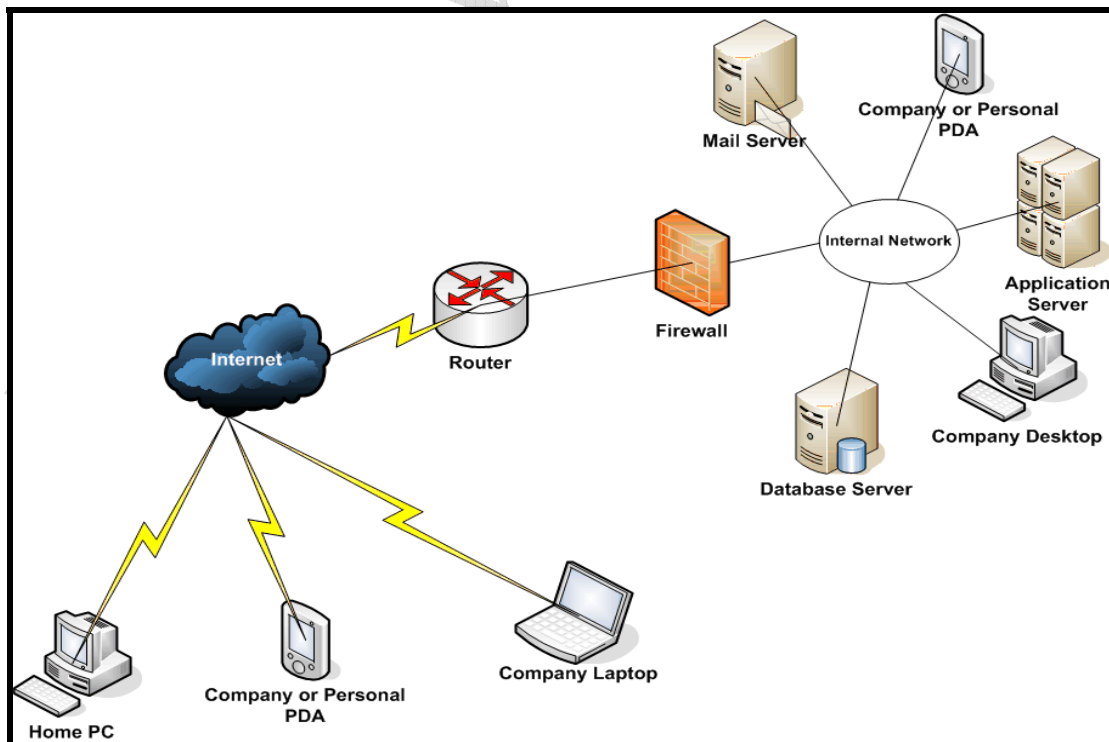 Mail Server
Company or Personal
PDA
Internal Network
Application
Server
Firewall
Router
Internet
Company Desktop
Database Server
Company Laptop
Company or Personal
PDA
Home PC